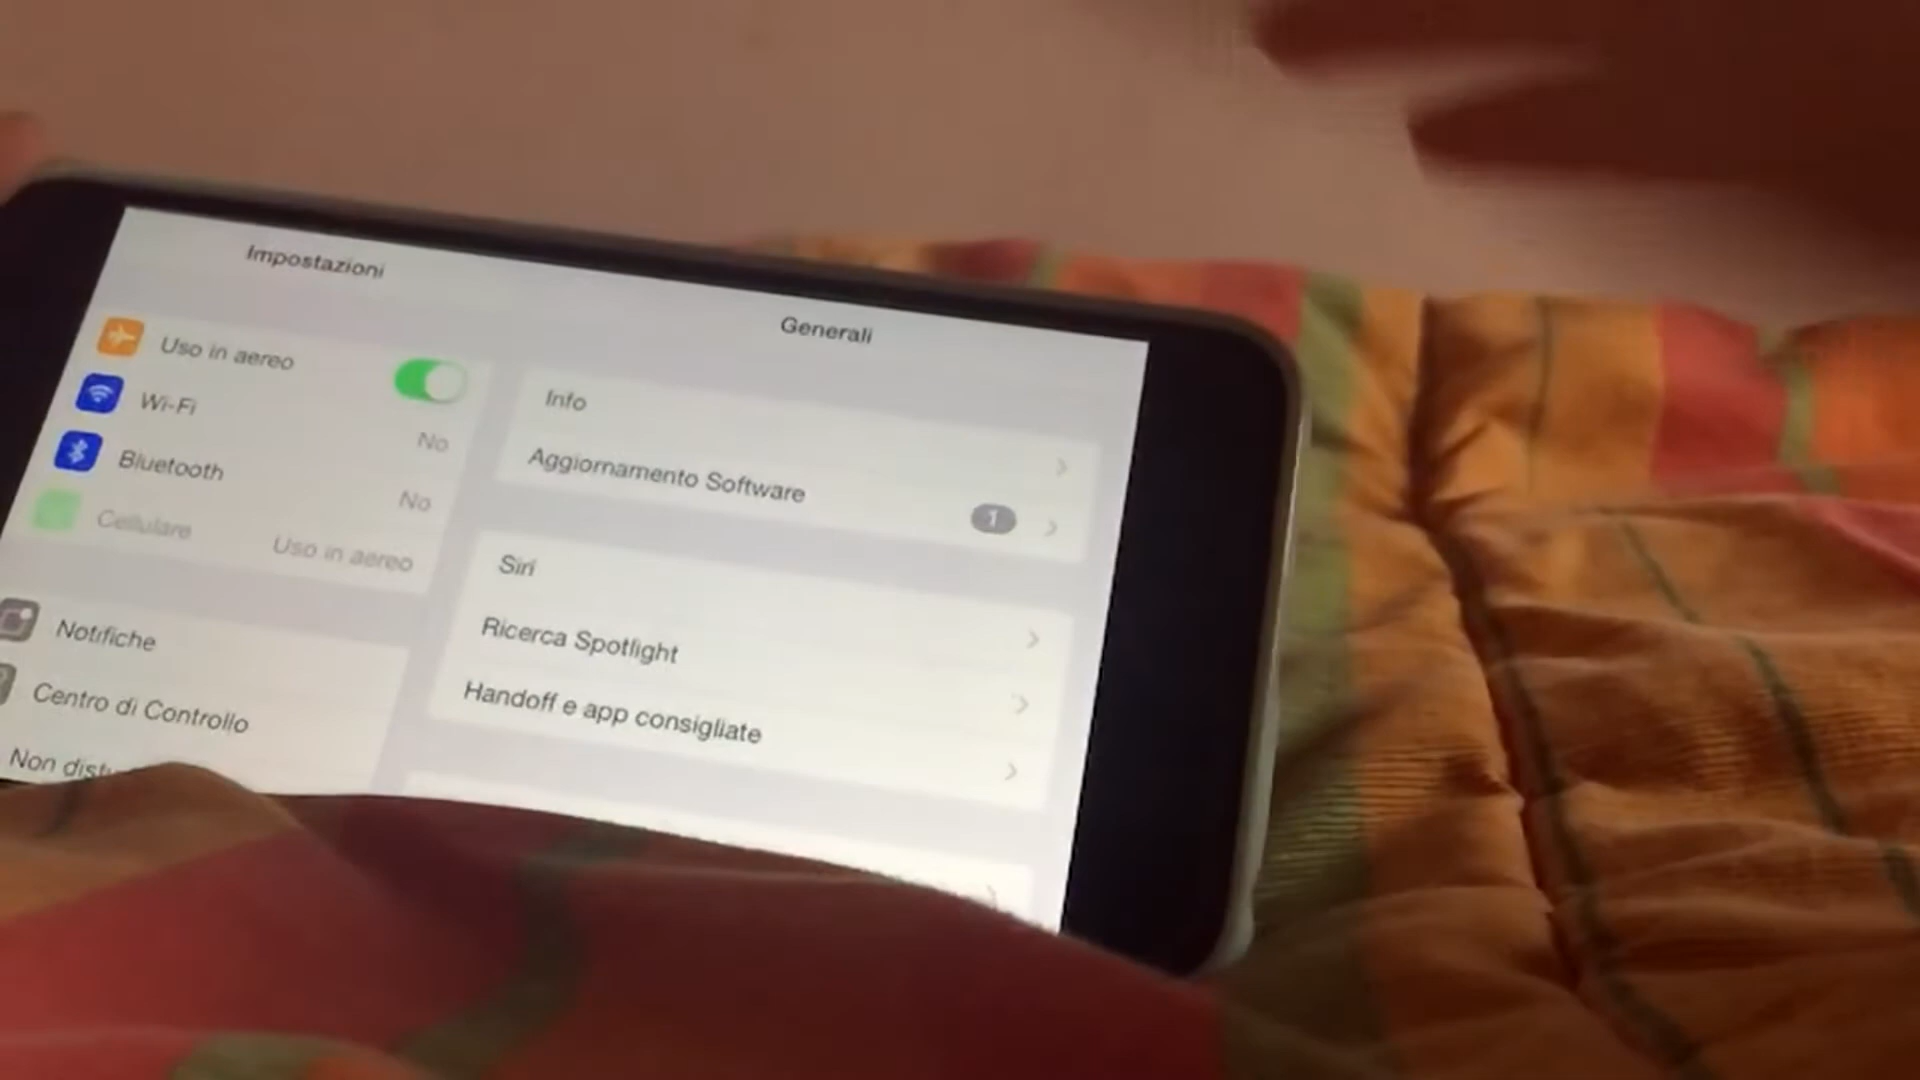 Impostazioni
Uso in aereo
Wi-Fi
No
Bluetooth
No
Cellulare
Uso in aereo
Notifiche
Centro di Controllo
Non
Generali
Info
Aggiornamento Software
1
Siri
Ricerca Spotlight
Handoff e app consigliate